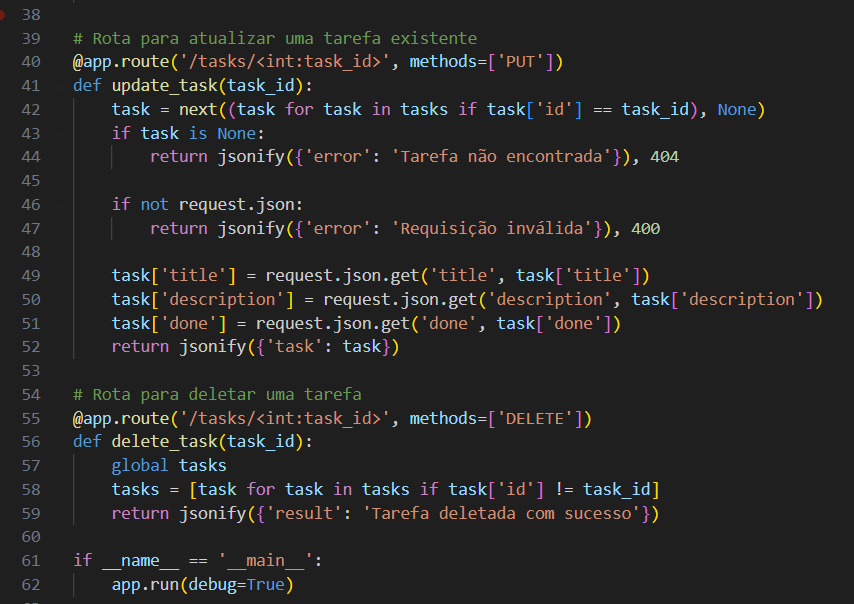 38
39 # Rota para atualizar uma tarefa existente
40 @app.route('/tasks/<int:task_id>', methods=['PUT'])
41 def update_task(task_id):
42     task = next((task for task in tasks if task['id'] == task_id), None)
43     if task is None:
44         return jsonify({'error': 'Tarefa não encontrada'}), 404
45
46     if not request.json:
47         return jsonify({'error': 'Requisição inválida'}), 400
48
49     task['title'] = request.json.get('title', task['title'])
50     task['description'] = request.json.get('description', task['description'])
51     task['done'] = request.json.get('done', task['done'])
52     return jsonify({'task': task})
53
54 # Rota para deletar uma tarefa
55 @app.route('/tasks/<int:task_id>', methods=['DELETE'])
56 def delete_task(task_id):
57     global tasks
58     tasks = [task for task in tasks if task['id'] != task_id]
59     return jsonify({'result': 'Tarefa deletada com sucesso'})
60
61 if __name__ == '__main__':
62     app.run(debug=True)